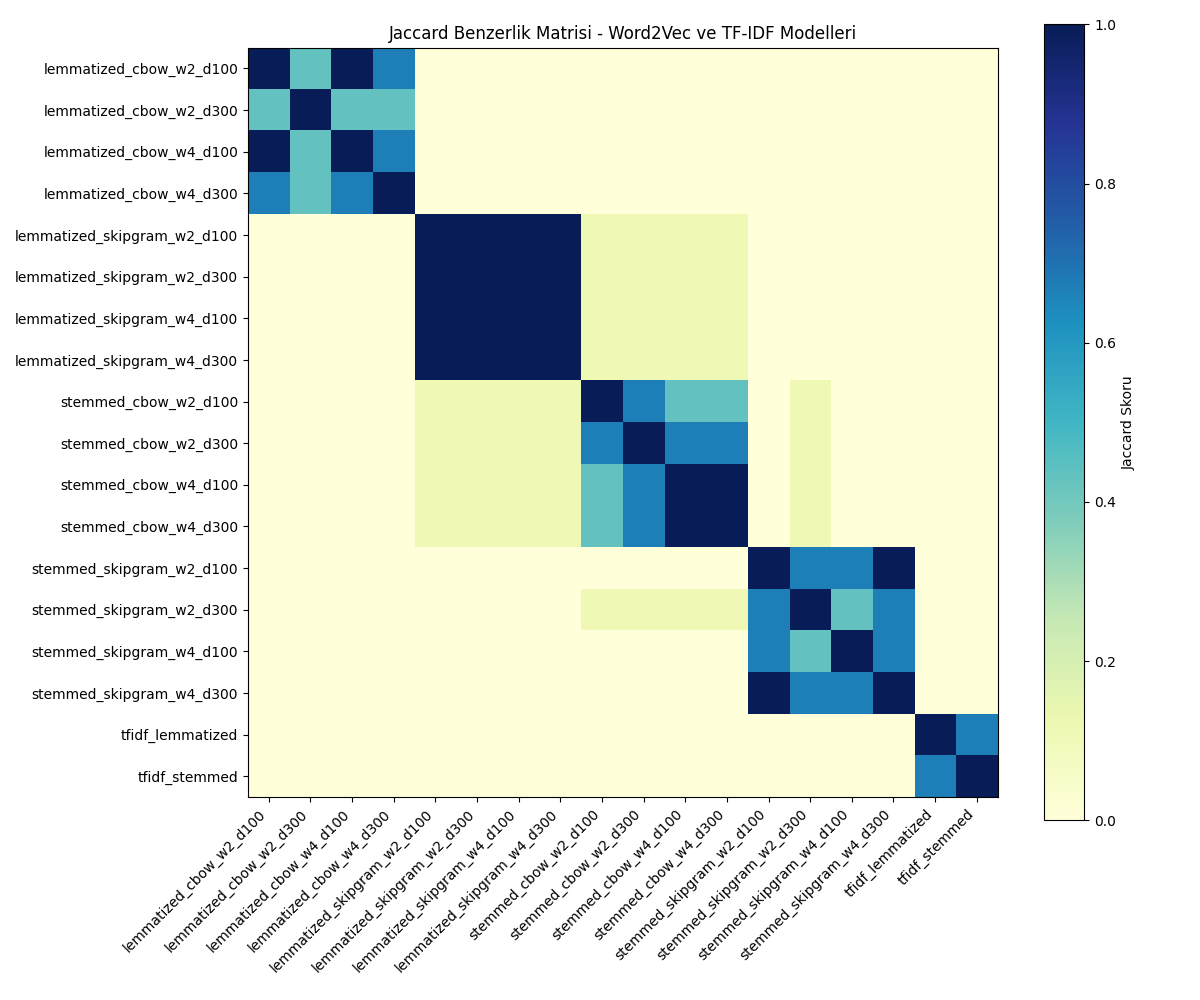 Jaccard Benzerlik Matrisi - Word2Vec ve TF-IDF Modelleri
lemmatized_cbow_w2_d100
lemmatized_cbow_w2_d300
lemmatized_cbow_w4_d100
lemmatized_cbow_w4_d300
lemmatized_skipgram_w2_d100
lemmatized_skipgram_w2_d300
lemmatized_skipgram_w4_d100
lemmatized_skipgram_w4_d300
stemmed_cbow_w2_d100
stemmed_cbow_w2_d300
stemmed_cbow_w4_d100
stemmed_cbow_w4_d300
stemmed_skipgram_w2_d100
stemmed_skipgram_w2_d300
stemmed_skipgram_w4_d100
stemmed_skipgram_w4_d300
tfidf_lemmatized
tfidf_stemmed
lemmatized_cbow_w2_d100
lemmatized_cbow_w2_d300
lemmatized_cbow_w4_d100
lemmatized_cbow_w4_d300
lemmatized_skipgram_w2_d100
lemmatized_skipgram_w2_d300
lemmatized_skipgram_w4_d100
lemmatized_skipgram_w4_d300
stemmed_cbow_w2_d100
stemmed_cbow_w2_d300
stemmed_cbow_w4_d100
stemmed_cbow_w4_d300
stemmed_skipgram_w2_d100
stemmed_skipgram_w2_d300
stemmed_skipgram_w4_d100
stemmed_skipgram_w4_d300
tfidf_lemmatized
tfidf_stemmed
1.0
0.8
0.6
0.4
0.2
0.0
Jaccard Skoru